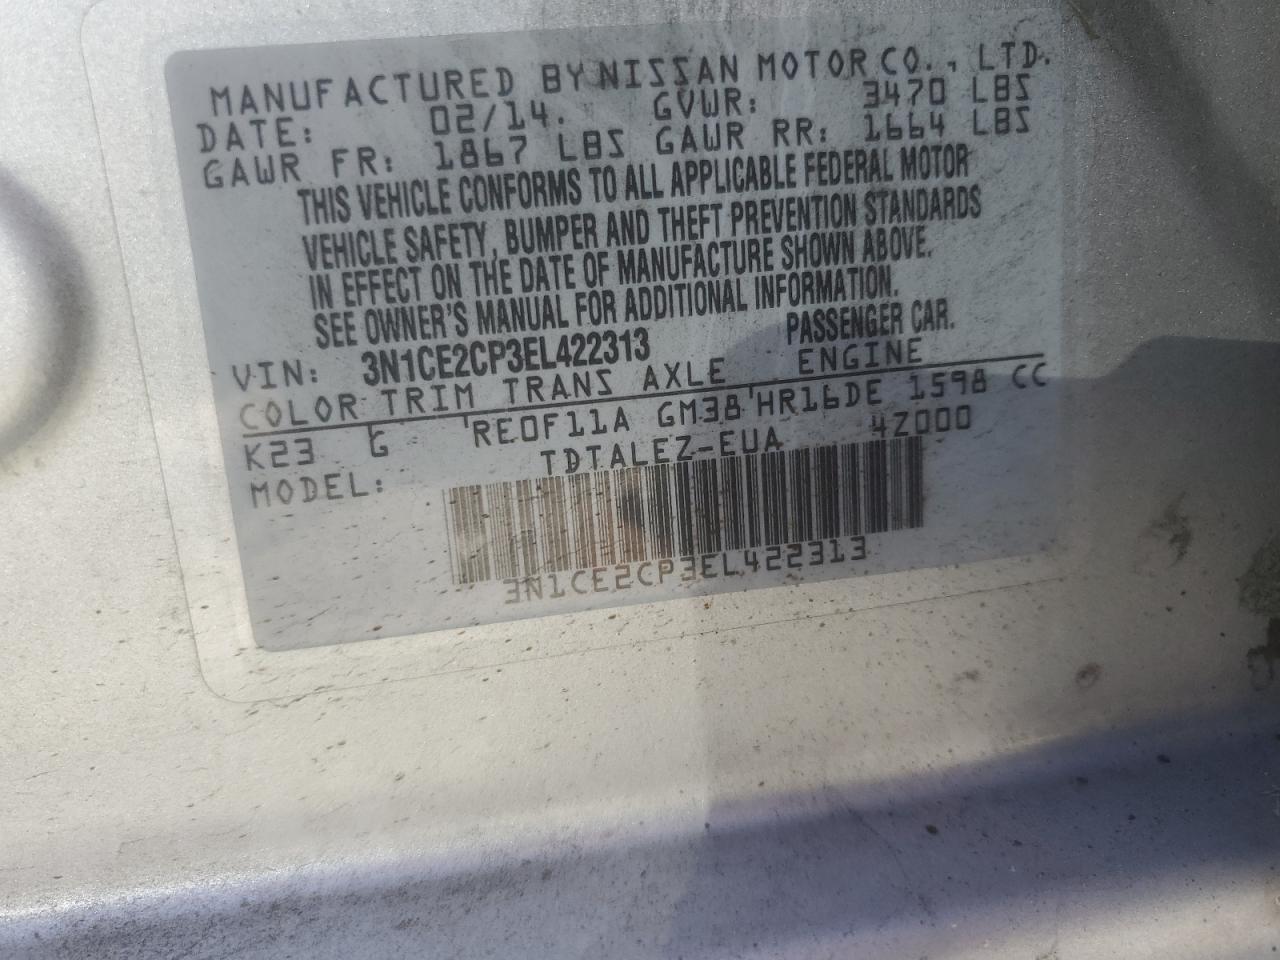 MANUFACTURED BY NISSAN MOTOR CO., LTD.
DATE: 02/14. GVWR: 3470 LBS
GAWR FR: 1867 LBS GAWR RR: 1664 LBS
THIS VEHICLE CONFORMS TO ALL APPLICABLE FEDERAL MOTOR
VEHICLE SAFETY, BUMPER AND THEFT PREVENTION STANDARDS
IN EFFECT ON THE DATE OF MANUFACTURE SHOWN ABOVE.
SEE OWNER'S MANUAL FOR ADDITIONAL INFORMATION.
VIN: 3N1CE2CP3EL422313 PASSENGER CAR.
COLOR TRIM TRANS AXLE ENGINE
K23 G RE0F11A GM38 HR16DE 1598 CC
MODEL: TDTALEZ-EUA 4Z000
3N1CE2CP3EL422313